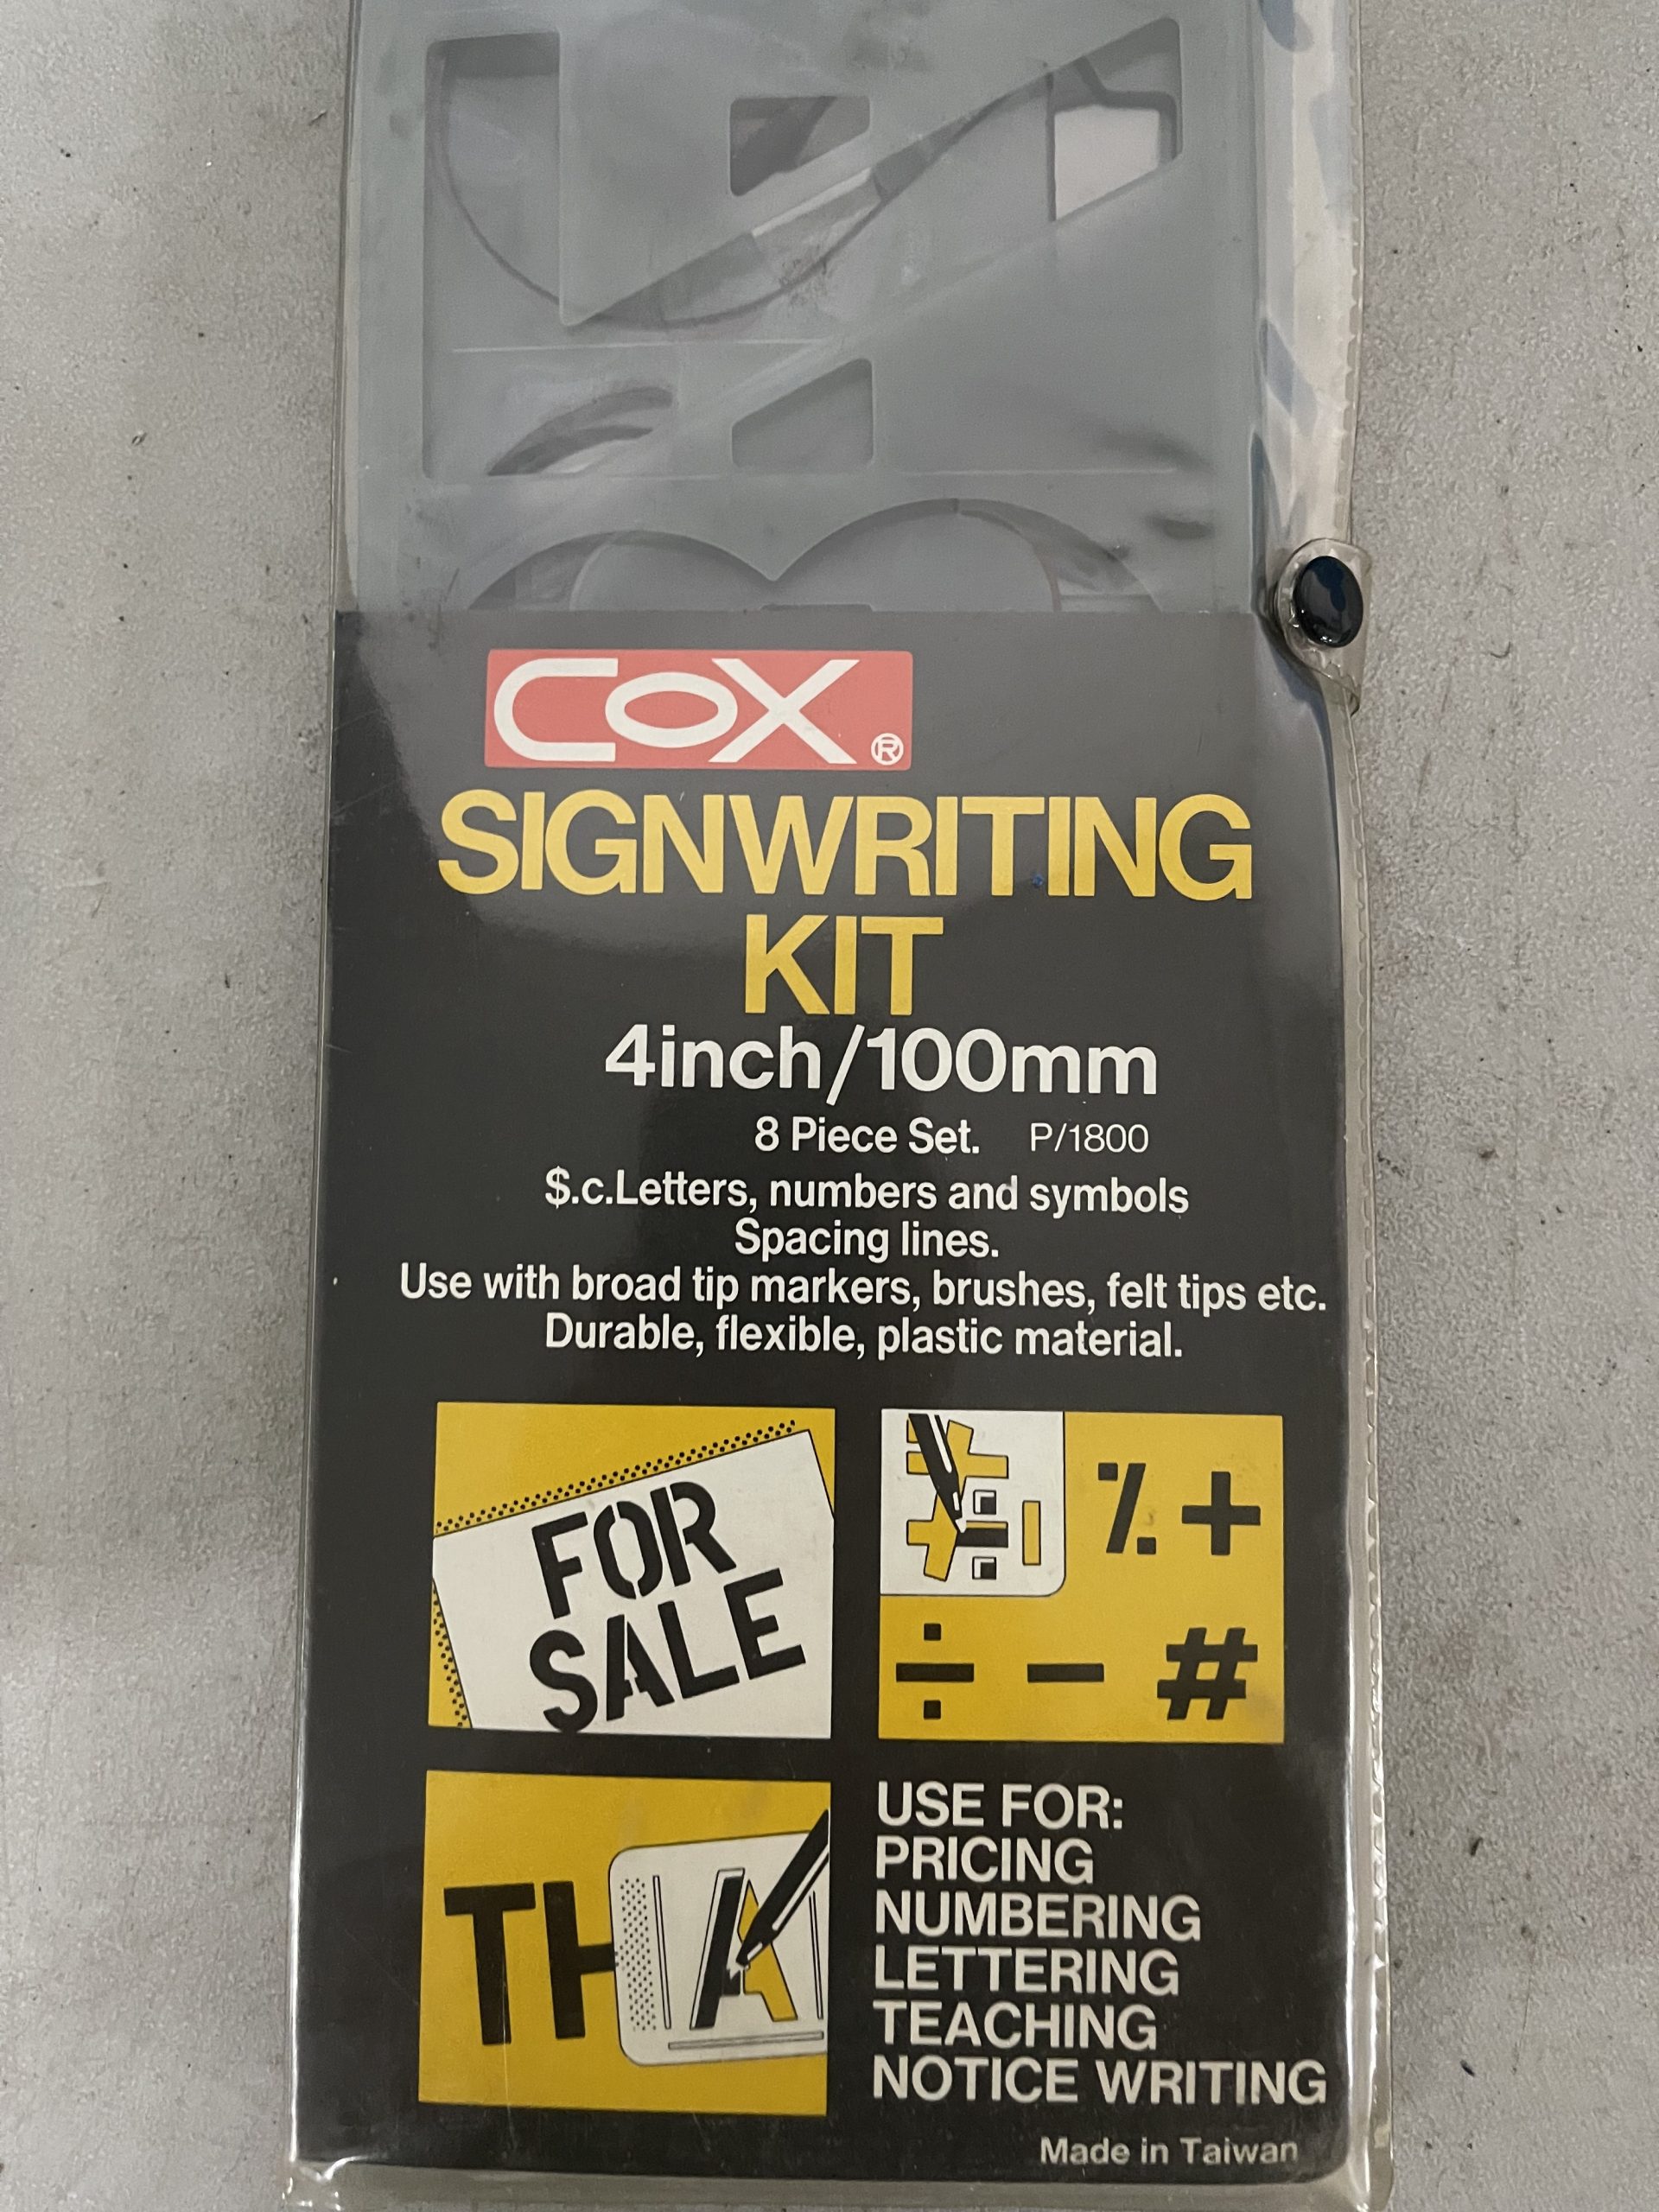 COX ®
SIGNWRITING
KIT
4inch/100mm
8 Piece Set. P/1800
$.c.Letters, numbers and symbols
Spacing lines.
Use with broad tip markers, brushes, felt tips etc.
Durable, flexible, plastic material.
FOR
SALE
٪ +
÷ − #
THA
USE FOR:
PRICING
NUMBERING
LETTERING
TEACHING
NOTICE WRITING
Made in Taiwan